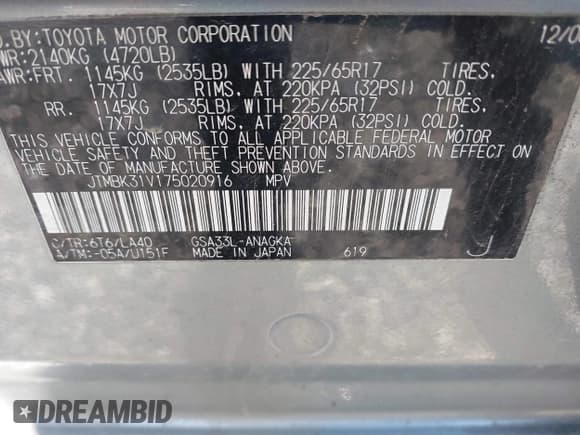 D.BY:TOYOTA MOTOR CORPORATION 12/0
WR:2140KG (4720LB)
AWR:FRT. 1145KG (2535LB) WITH 225/65R17 TIRES,
17X7J RIMS, AT 220KPA (32PSI) COLD.
RR. 1145KG (2535LB) WITH 225/65R17 TIRES,
17X7J RIMS, AT 220KPA (32PSI) COLD.
THIS VEHICLE CONFORMS TO ALL APPLICABLE FEDERAL MOTOR
VEHICLE SAFETY AND THEFT PREVENTION STANDARDS IN EFFECT ON
THE DATE OF MANUFACTURE SHOWN ABOVE.
JTMBK31V175020916 MPV
C/TR:6T6/LA40 GSA33L-ANAGKA
A/TM:-05A/U151F MADE IN JAPAN 619 J
DREAMBID